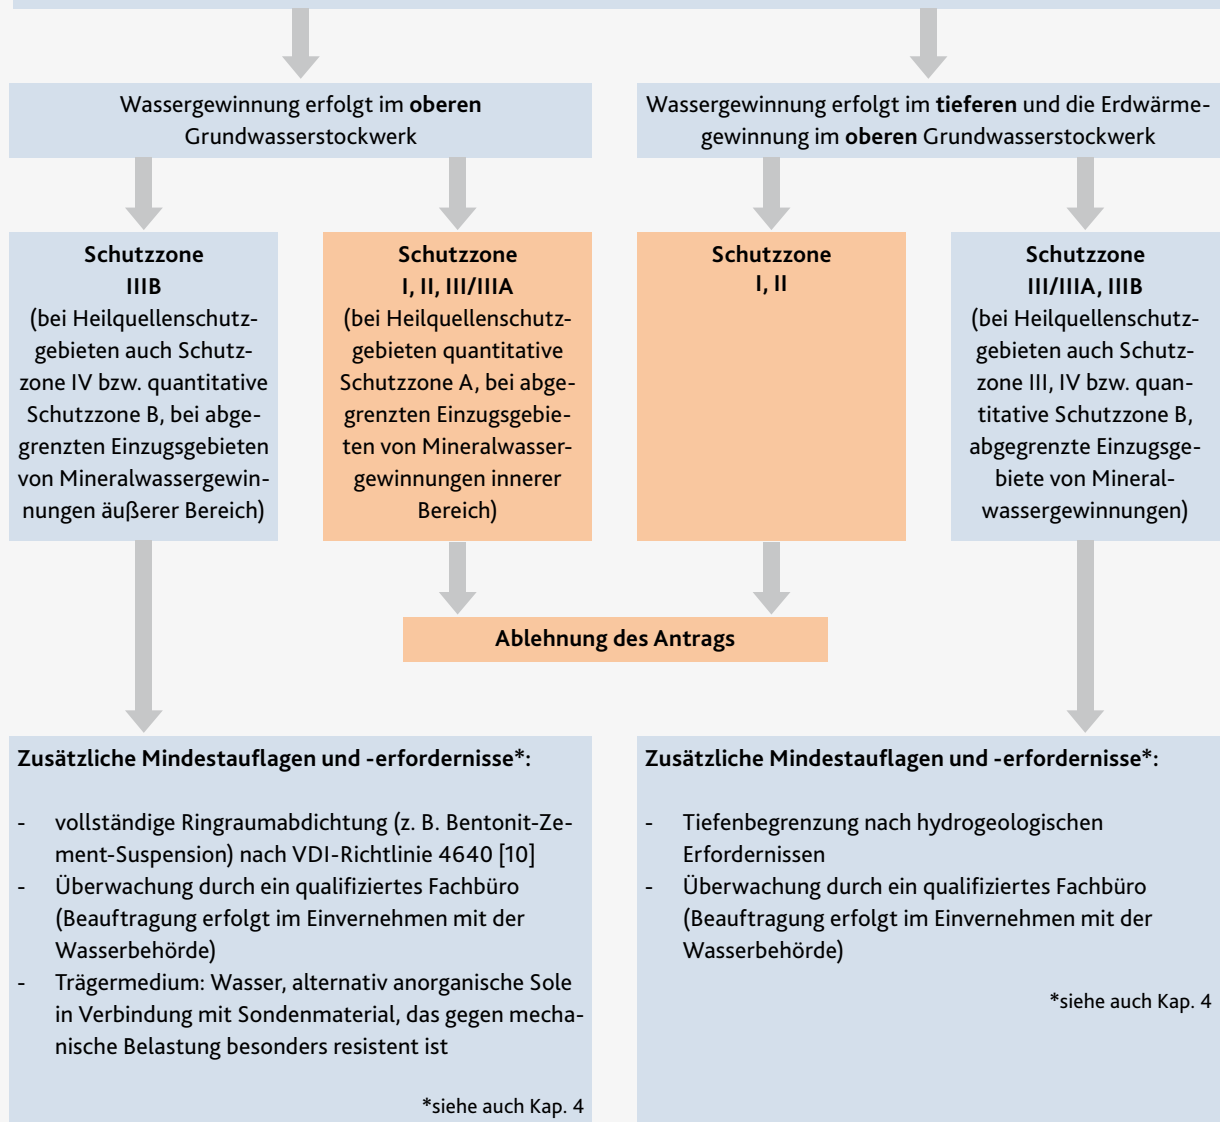 Wassergewinnung erfolgt im oberen
Grundwasserstockwerk
Wassergewinnung erfolgt im tieferen und die Erdwärme-
gewinnung im oberen Grundwasserstockwerk
Schutzzone
IIIB
(bei Heilquellenschutz-
gebieten auch Schutz-
zone IV bzw. quantitative
Schutzzone B, bei abge-
grenzten Einzugsgebieten
von Mineralwassergewin-
nungen äußerer Bereich)
Schutzzone
I, II, III/IIIA
(bei Heilquellenschutz-
gebieten quantitative
Schutzzone A, bei abge-
grenzten Einzugsgebie-
ten von Mineralwasser-
gewinnungen innerer
Bereich)
Schutzzone
I, II
Schutzzone
III/IIIA, IIIB
(bei Heilquellenschutz-
gebieten auch Schutz-
zone III, IV bzw. quan-
titative Schutzzone B,
abgegrenzte Einzugsge-
biete von Mineral-
wassergewinnungen)
Ablehnung des Antrags
Zusätzliche Mindestauflagen und -erfordernisse*:
- vollständige Ringraumabdichtung (z. B. Bentonit-Ze-
ment-Suspension) nach VDI-Richtlinie 4640 [10]
- Überwachung durch ein qualifiziertes Fachbüro
(Beauftragung erfolgt im Einvernehmen mit der
Wasserbehörde)
- Trägermedium: Wasser, alternativ anorganische Sole
in Verbindung mit Sondenmaterial, das gegen mecha-
nische Belastung besonders resistent ist
*siehe auch Kap. 4
Zusätzliche Mindestauflagen und -erfordernisse*:
- Tiefenbegrenzung nach hydrogeologischen
Erfordernissen
- Überwachung durch ein qualifiziertes Fachbüro
(Beauftragung erfolgt im Einvernehmen mit der
Wasserbehörde)
*siehe auch Kap. 4